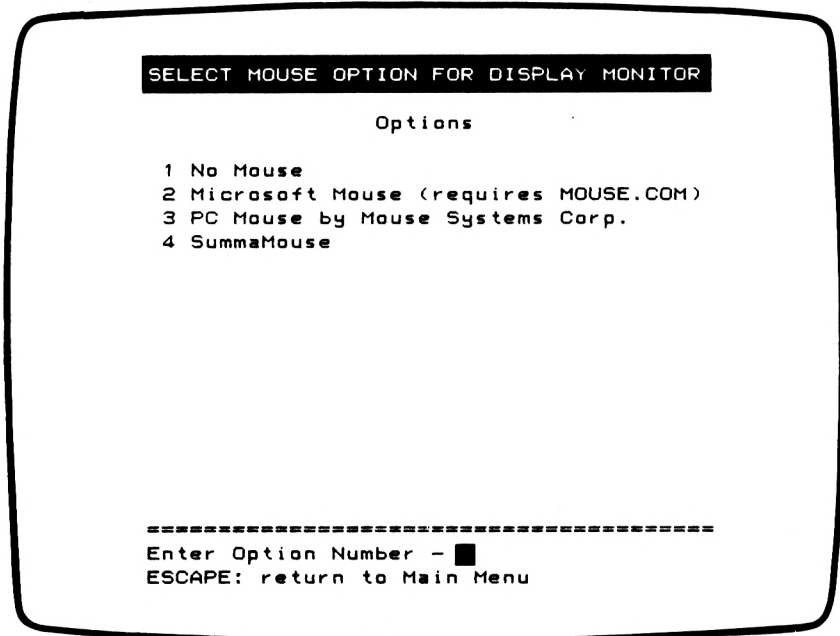 SELECT MOUSE OPTION FOR DISPLAY MONITOR
Options
1 No Mouse
2 Microsoft Mouse (requires MOUSE.COM)
3 PC Mouse by Mouse Systems Corp.
4 SummaMouse
========================================
Enter Option Number -
ESCAPE: return to Main Menu